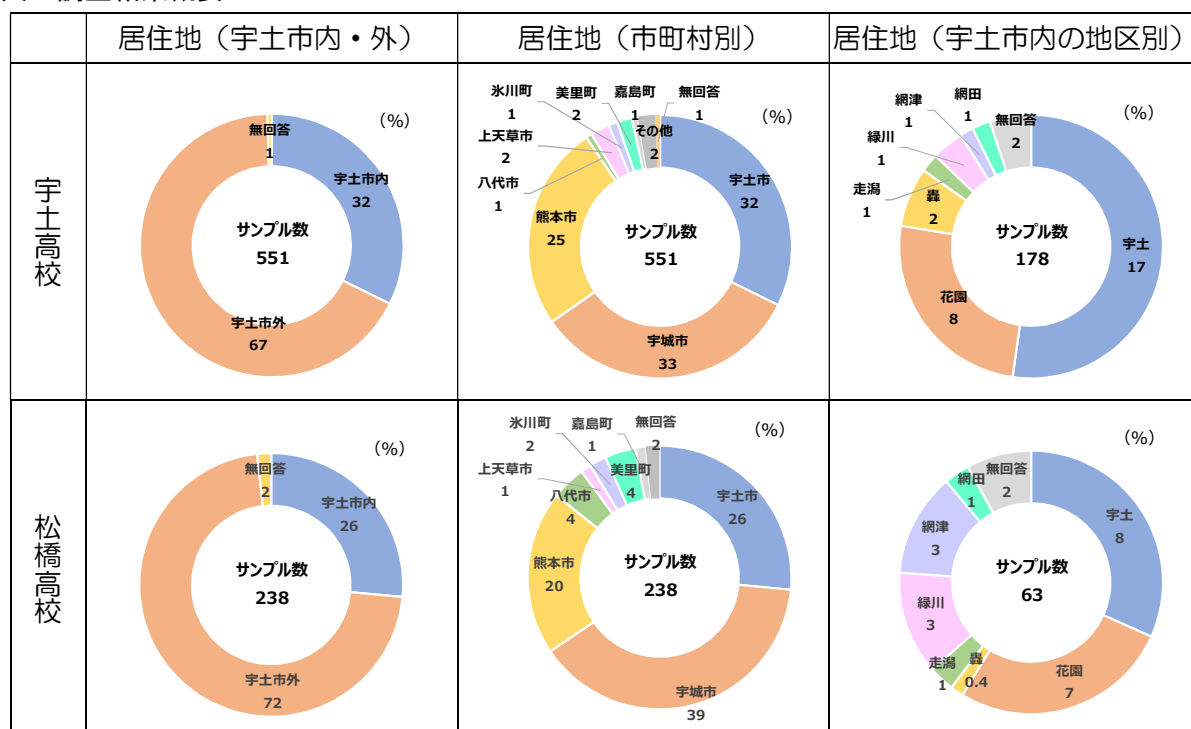 居住地（宇土市内・外）
居住地（市町村別）
居住地（宇土市内の地区別）
宇土高校
(%)
無回答
1
宇土市内
32
サンプル数
551
宇土市外
67
(%)
氷川町
1
美里町
2
嘉島町
1
無回答
1
上天草市
2
その他
2
八代市
1
宇土市
32
熊本市
25
サンプル数
551
宇城市
33
(%)
網津
1
網田
1
無回答
2
緑川
1
走潟
1
轟
2
サンプル数
178
宇土
17
花園
8
松橋高校
(%)
無回答
2
宇土市内
26
サンプル数
238
宇土市外
72
(%)
氷川町
2
嘉島町
1
無回答
2
上天草市
1
八代市
4
美里町
4
宇土市
26
熊本市
20
サンプル数
238
宇城市
39
(%)
網田
1
無回答
2
宇土
8
網津
3
サンプル数
63
緑川
3
走潟
1
轟
0.4
花園
7